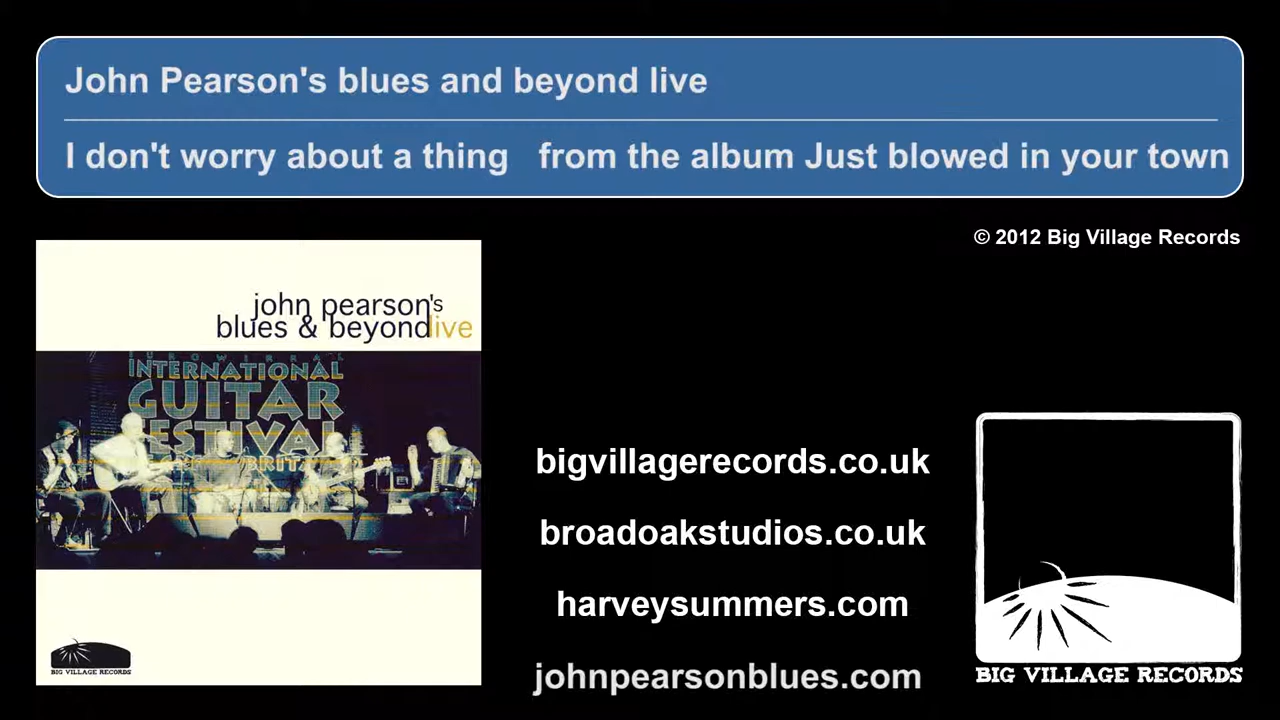 John Pearson's blues and beyond live
I don't worry about a thing from the album Just blowed in your town
© 2012 Big Village Records
john pearson's
blues & beyond live
INTERNATIONAL
GUITAR
FESTIVAL
BIG VILLAGE RECORDS
bigvillagerecords.co.uk
broadoakstudios.co.uk
harveysummers.com
johnpearsonblues.com
BIG VILLAGE RECORDS